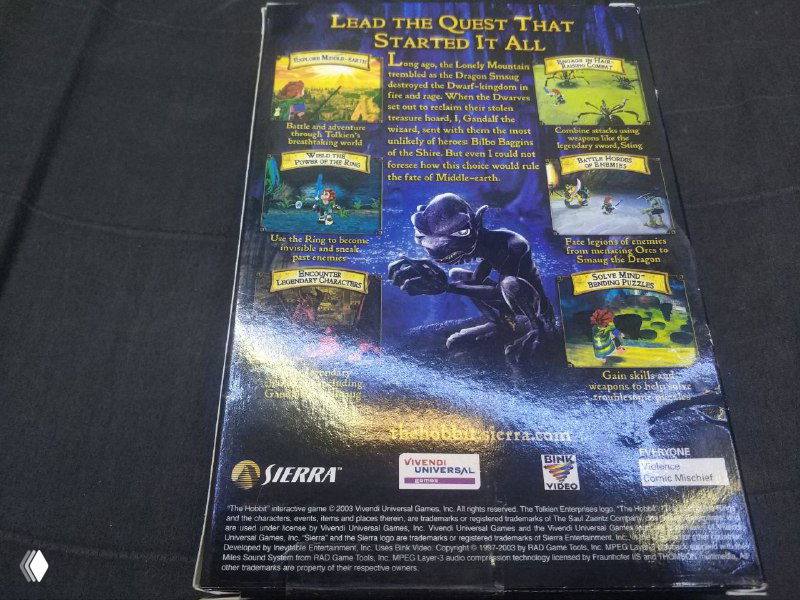 LEAD THE QUEST THAT
STARTED IT ALL
EXPLORE MIDDLE-EARTH
Battle and adventure
through Tolkien's
breathtaking world
WIELD THE
POWER OF THE RING
Use the Ring to become
invisible and sneak
past enemies
ENCOUNTER
LEGENDARY CHARACTERS
Long ago, the Lonely Mountain
trembled as the Dragon Smaug
destroyed the Dwarf-kingdom in
fire and rage. When the Dwarves
set out to reclaim their stolen
treasure hoard, I, Gandalf the
wizard, sent with them the most
unlikely of heroes: Bilbo Baggins
of the Shire. But even I could not
foresee how this choice would rule
the fate of Middle-earth.
ENGAGE IN HAIR-
RAISING COMBAT
Combine attacks using
weapons like the
legendary sword, Sting
BATTLE HORDES
OF ENEMIES
Face legions of enemies
from menacing Orcs to
Smaug the Dragon
SOLVE MIND-
BENDING PUZZLES
Gain skills and
weapons to help solve
troublesome puzzles
thehobbit.sierra.com
SIERRA™
VIVENDI
UNIVERSAL
games
BINK
VIDEO
EVERYONE
Violence
Comic Mischief
"The Hobbit" interactive game © 2003 Vivendi Universal Games, Inc. All rights reserved. The Tolkien Enterprises logo, "The Hobbit,"
and the characters, events, items and places therein, are trademarks or registered trademarks of The Saul Zaentz Company
are used under license by Vivendi Universal Games, Inc. Vivendi Universal Games and the Vivendi Universal Games
Universal Games, Inc. "Sierra" and the Sierra logo are trademarks or registered trademarks of Sierra Entertainment, Inc.
Developed by Inevitable Entertainment, Inc. Uses Bink Video. Copyright © 1997-2003 by RAD Game Tools, Inc. MPEG Layer-3
Miles Sound System from RAD Game Tools, Inc. MPEG Layer-3 audio compression technology licensed by Fraunhofer IIS and THOMSON multimedia.
other trademarks are property of their respective owners.